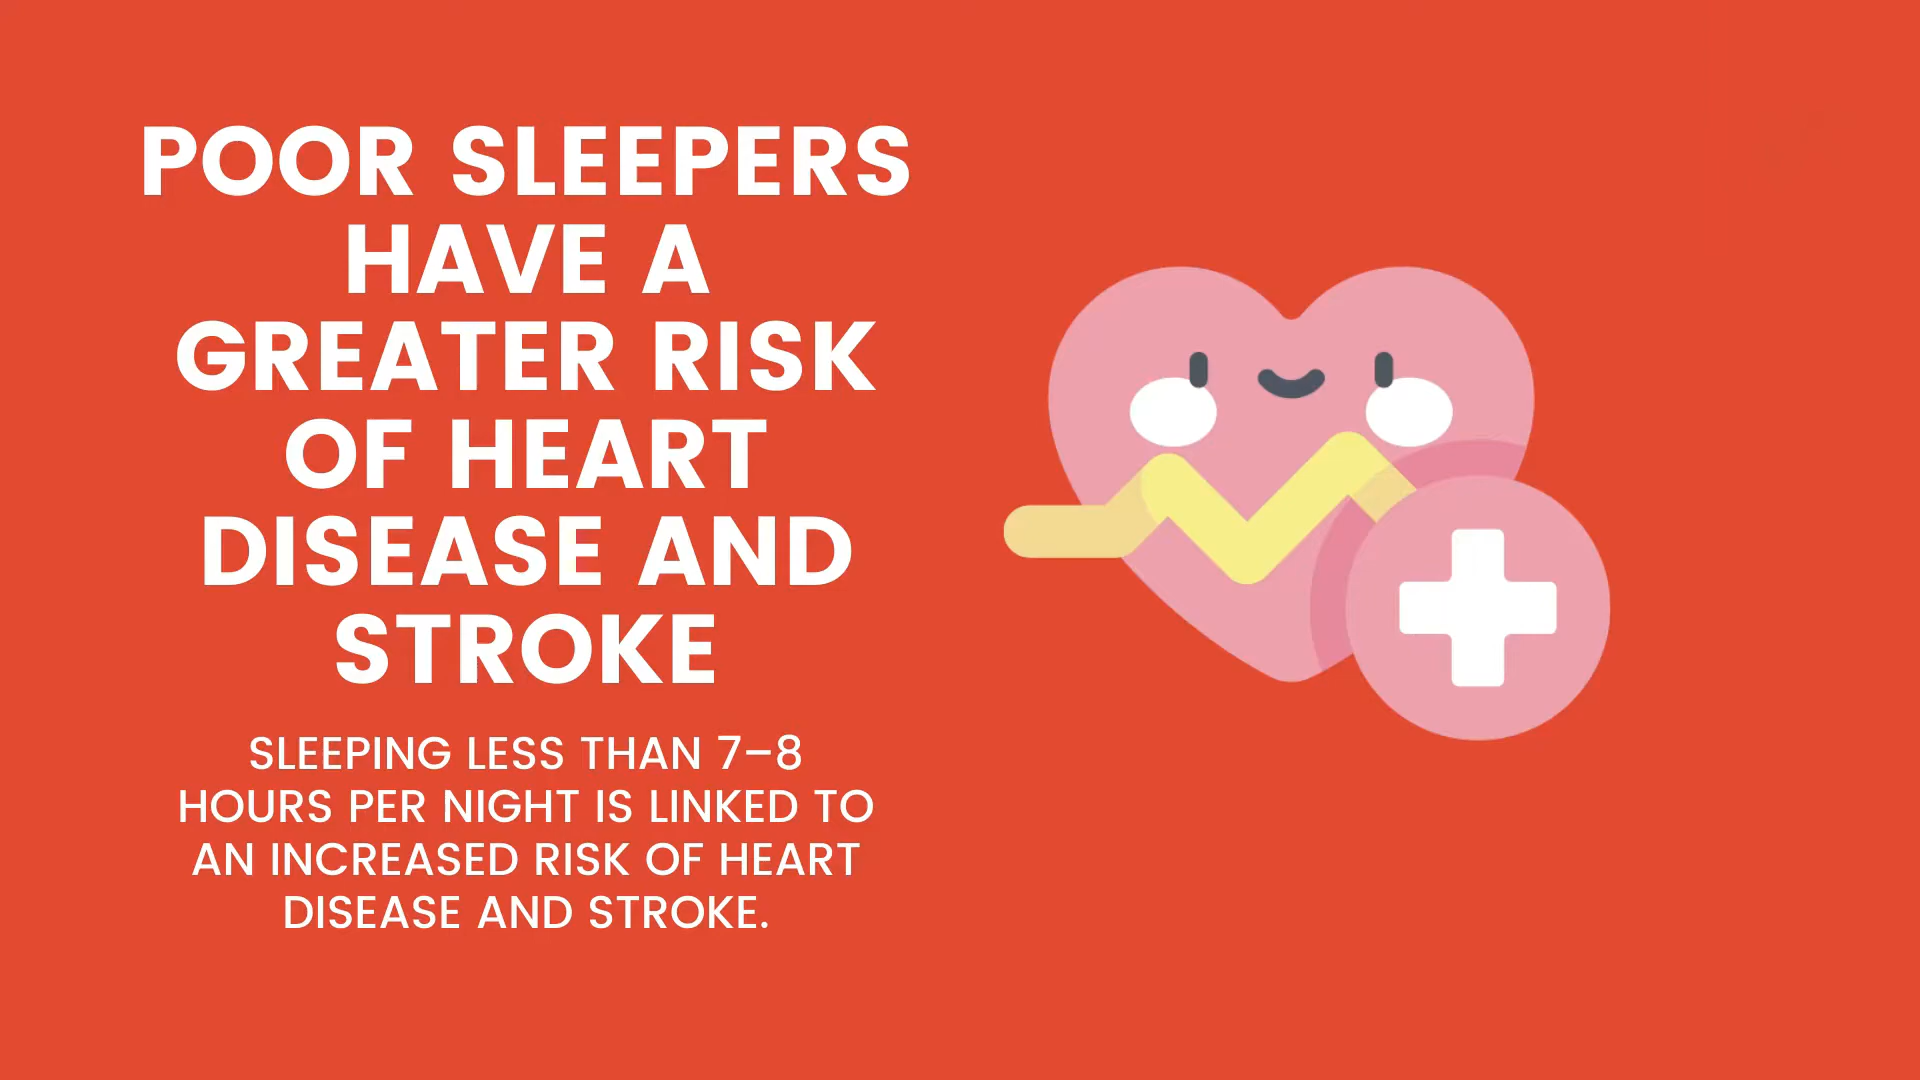 POOR SLEEPERS
HAVE A
GREATER RISK
OF HEART
DISEASE AND
STROKE
SLEEPING LESS THAN 7–8
HOURS PER NIGHT IS LINKED TO
AN INCREASED RISK OF HEART
DISEASE AND STROKE.